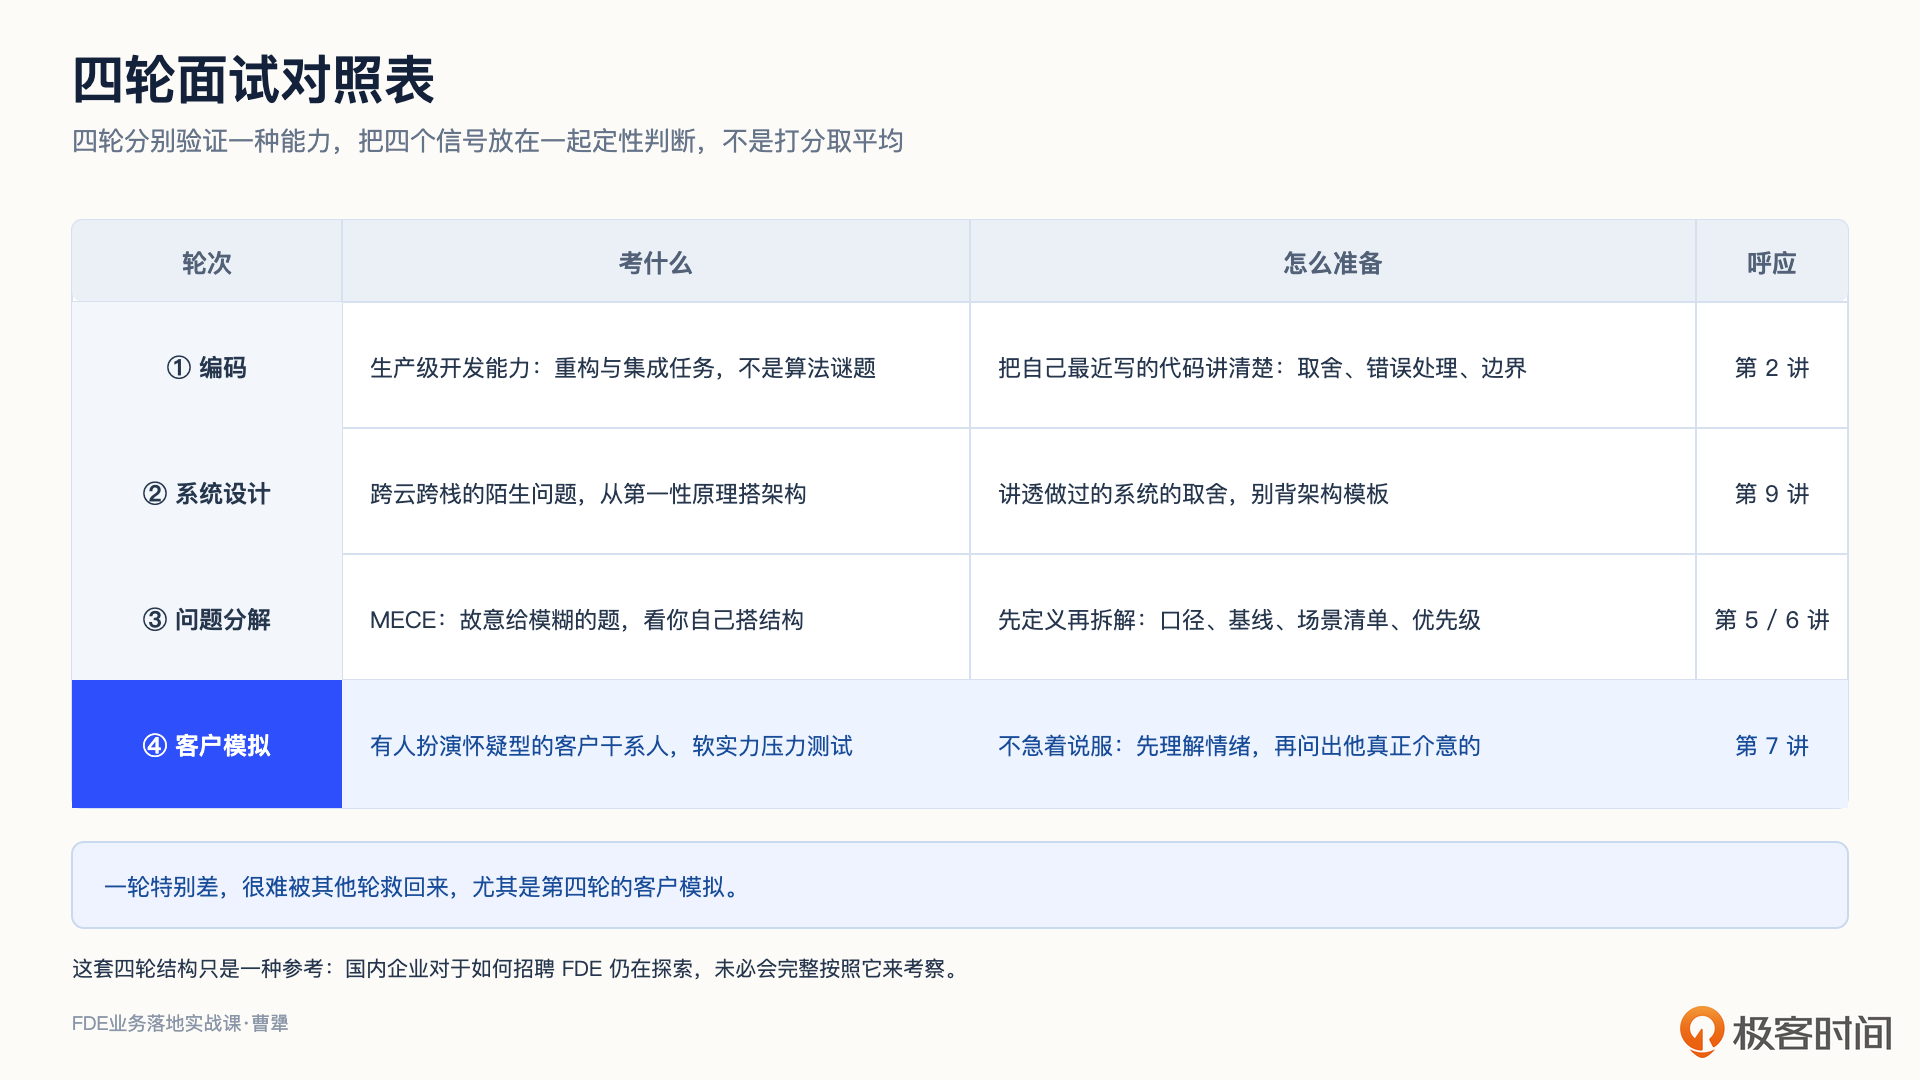 四轮面试对照表
四轮分别验证一种能力，把四个信号放在一起定性判断，不是打分取平均
轮次 考什么 怎么准备 呼应
① 编码 生产级开发能力：重构与集成任务，不是算法谜题 把自己最近写的代码讲清楚：取舍、错误处理、边界 第 2 讲
② 系统设计 跨云跨栈的陌生问题，从第一性原理搭架构 讲透做过的系统的取舍，别背架构模板 第 9 讲
③ 问题分解 MECE：故意给模糊的题，看你自己搭结构 先定义再拆解：口径、基线、场景清单、优先级 第 5 / 6 讲
④ 客户模拟 有人扮演怀疑型的客户干系人，软实力压力测试 不急着说服：先理解情绪，再问出他真正介意的 第 7 讲
一轮特别差，很难被其他轮救回来，尤其是第四轮的客户模拟。
这套四轮结构只是一种参考：国内企业对于如何招聘 FDE 仍在探索，未必会完整按照它来考察。
FDE业务落地实战课·曹犟
极客时间